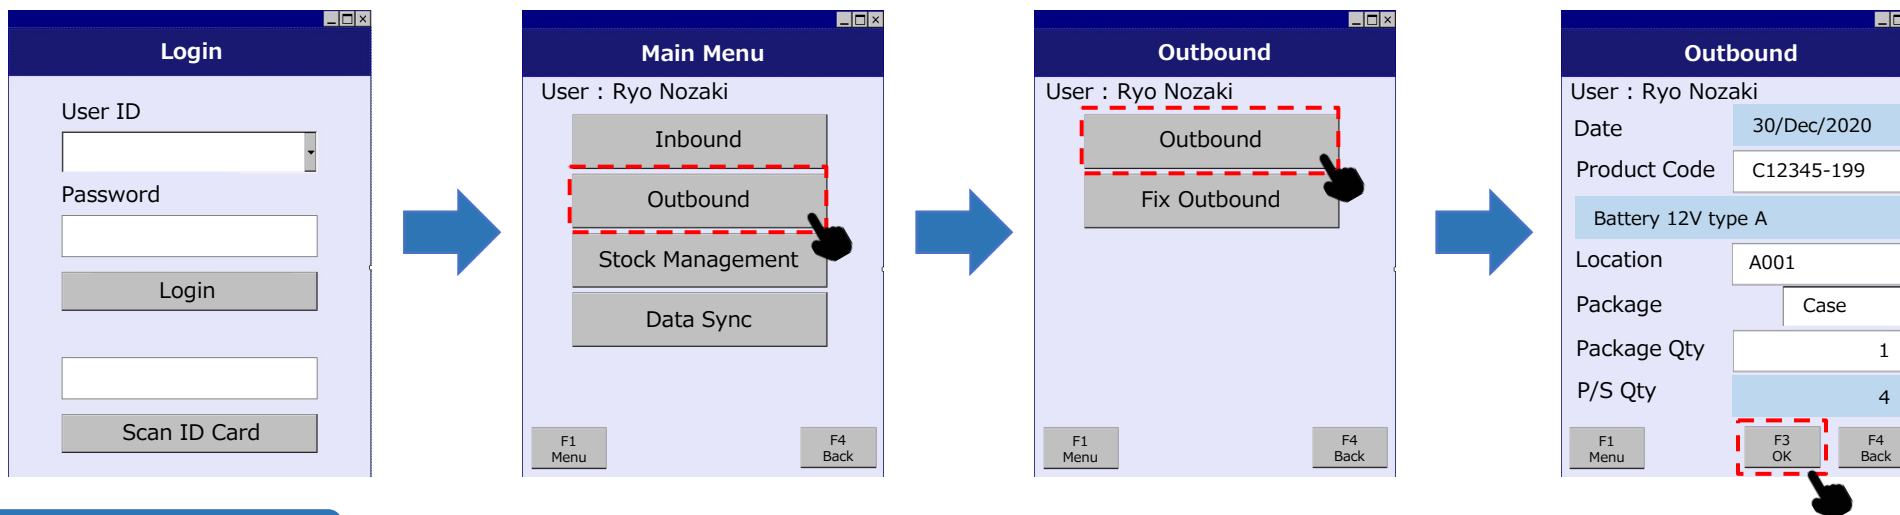 Login
User ID
Password
Login
Scan ID Card
Main Menu
User : Ryo Nozaki
Inbound
Outbound
Stock Management
Data Sync
F1
Menu
F4
Back
Outbound
User : Ryo Nozaki
Outbound
Fix Outbound
F1
Menu
F4
Back
Outbound
User : Ryo Nozaki
Date 30/Dec/2020
Product Code C12345-199
Battery 12V type A
Location A001
Package Case
Package Qty 1
P/S Qty 4
F1
Menu
F3
OK
F4
Back